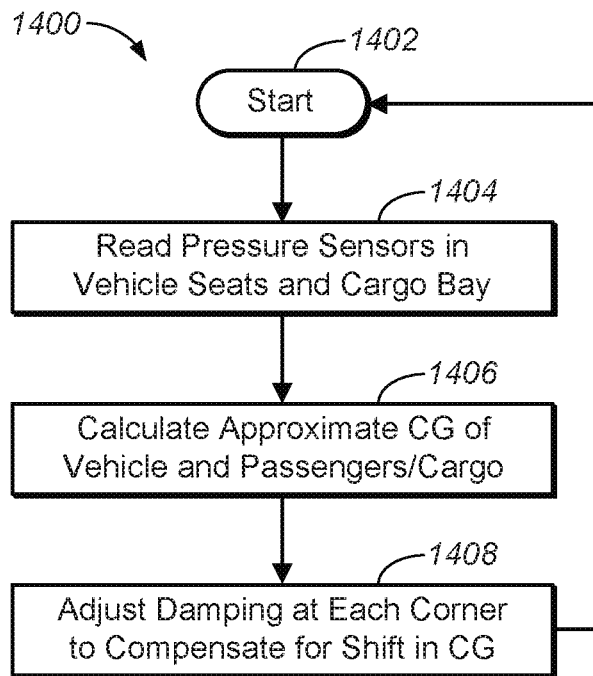 1400
1402
Start
1404
Read Pressure Sensors in
Vehicle Seats and Cargo Bay
1406
Calculate Approximate CG of
Vehicle and Passengers/Cargo
1408
Adjust Damping at Each Corner
to Compensate for Shift in CG